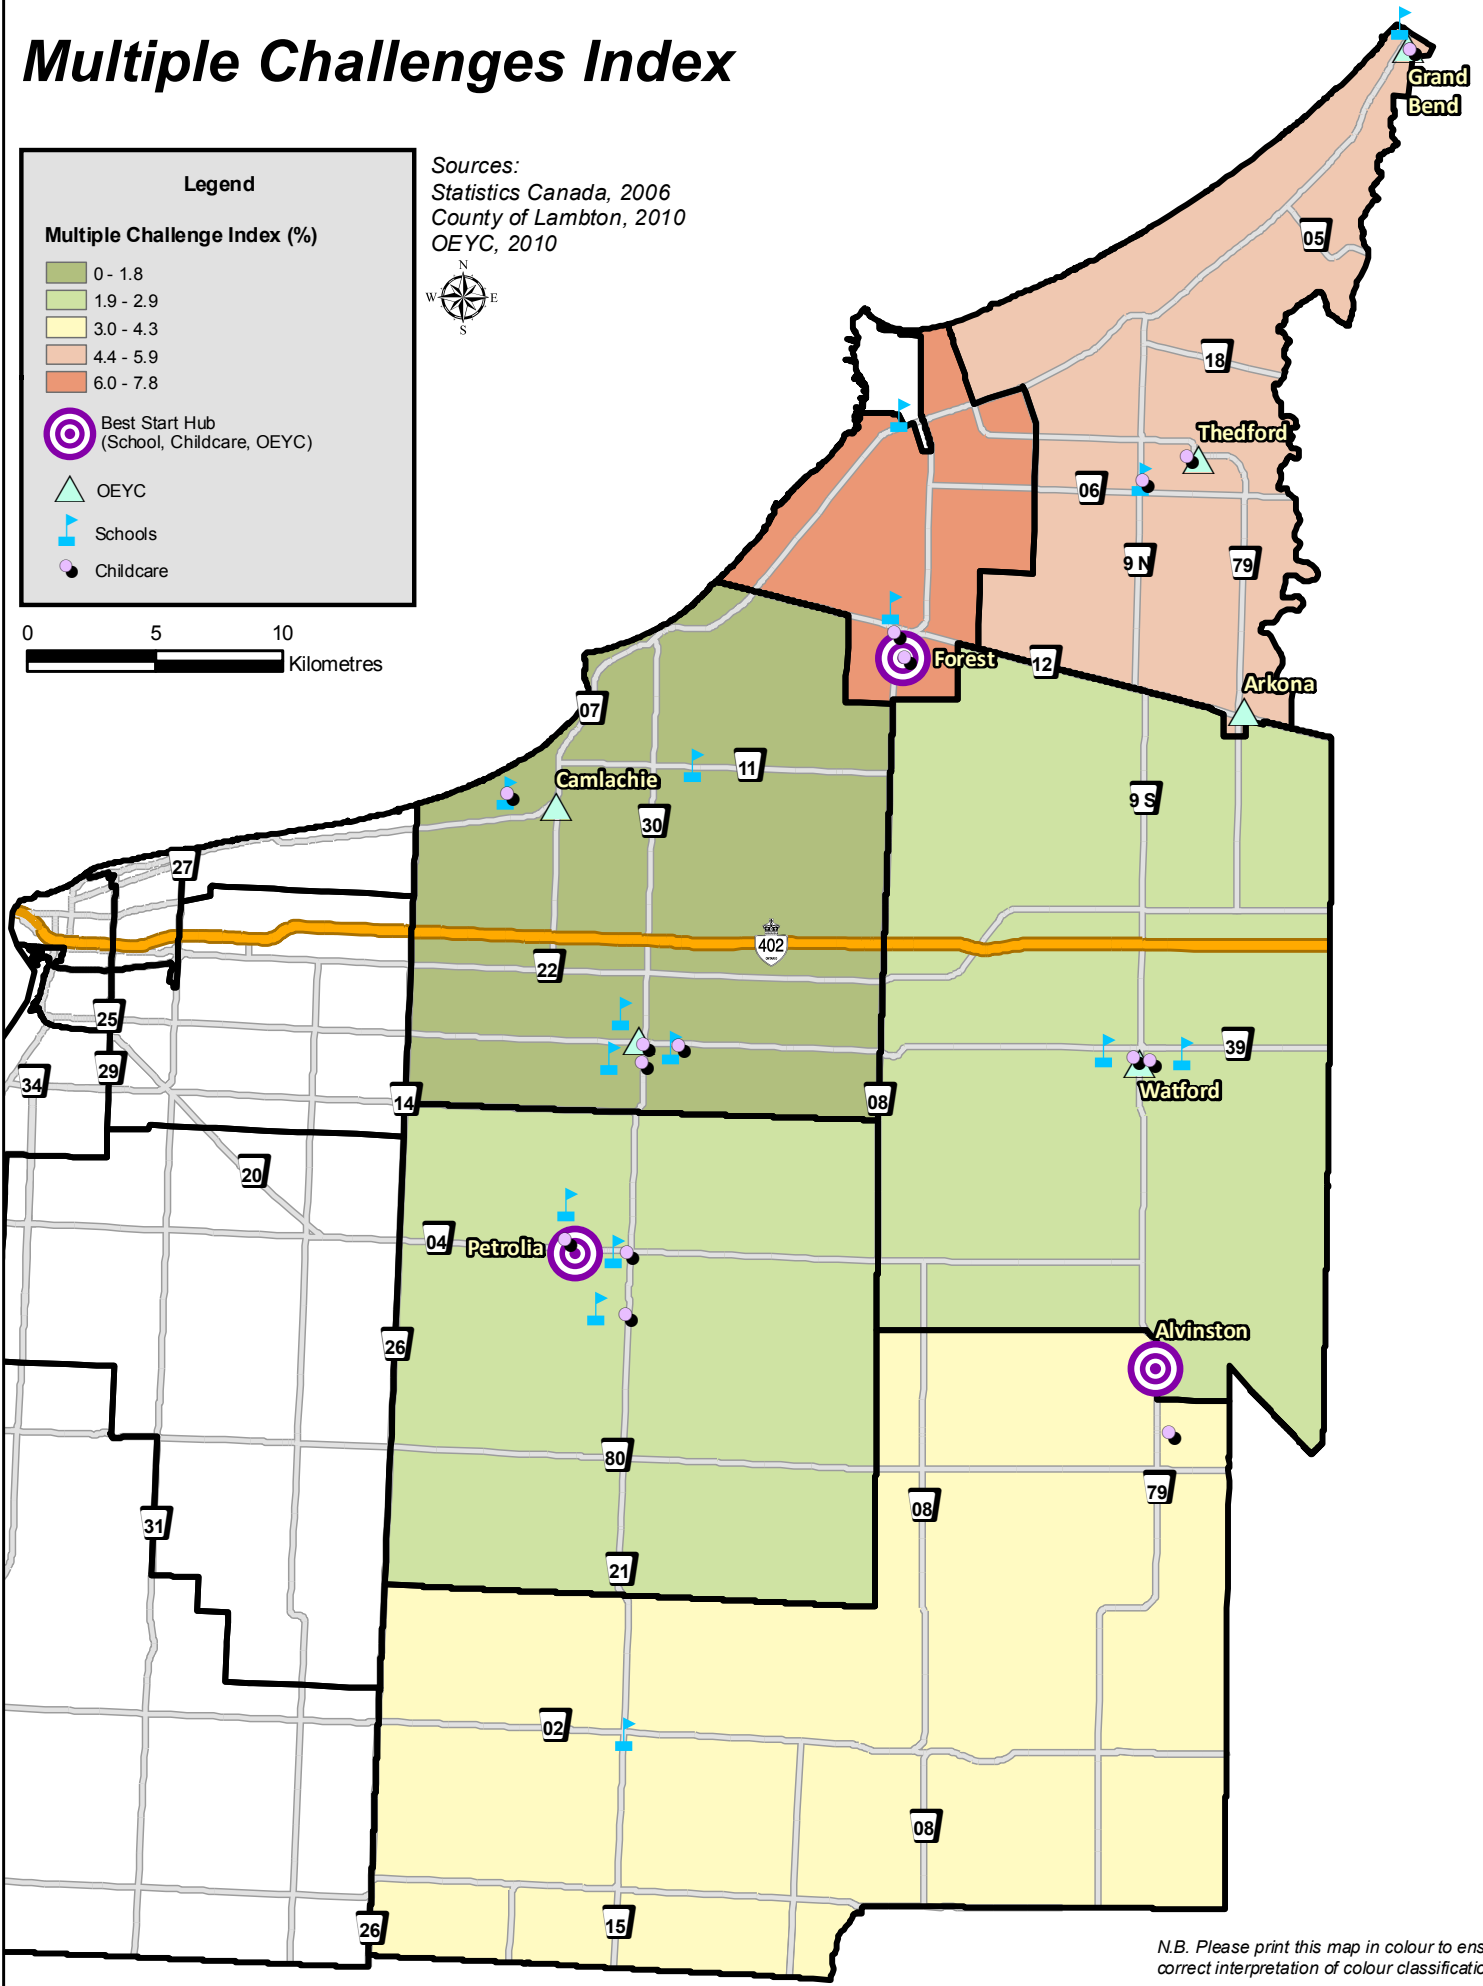 Multiple Challenges Index
Legend
Multiple Challenge Index (%)
0 - 1.8
1.9 - 2.9
3.0 - 4.3
4.4 - 5.9
6.0 - 7.8
Best Start Hub
(School, Childcare, OEYC)
OEYC
Schools
Childcare
Sources:
Statistics Canada, 2006
County of Lambton, 2010
OEYC, 2010
N
W E
S
0 5 10
Kilometres
Grand
Bend
05
18
Thedford
06
9 N
79
Forest
12
Arkona
07
11
Camlachie
9 S
30
27
402
ONTARIO
22
25
39
29
34
14
08
Watford
20
04
Petrolia
Alvinston
26
80
79
08
31
21
02
08
15
26
N.B. Please print this map in colour to ens
correct interpretation of colour classificatio